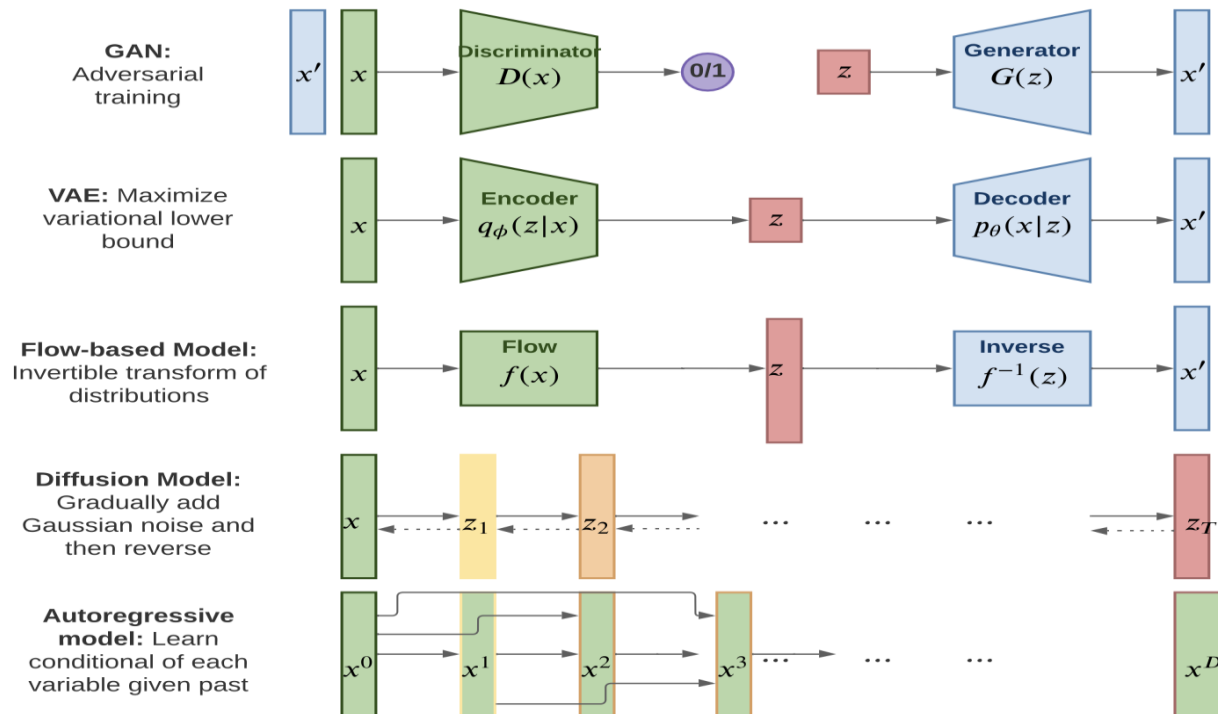 GAN:
Adversarial
training
x′ x Discriminator
D(x) 0/1 z Generator
G(z) x′
VAE: Maximize
variational lower
bound
x Encoder
qϕ(z|x) z Decoder
pθ(x|z) x′
Flow-based Model:
Invertible transform of
distributions
x Flow
f(x) z Inverse
f⁻¹(z) x′
Diffusion Model:
Gradually add
Gaussian noise and
then reverse
x z₁ z₂ ... ... ... z_T
Autoregressive
model: Learn
conditional of each
variable given past
x⁰ x¹ x² x³ ... ... ... x^D